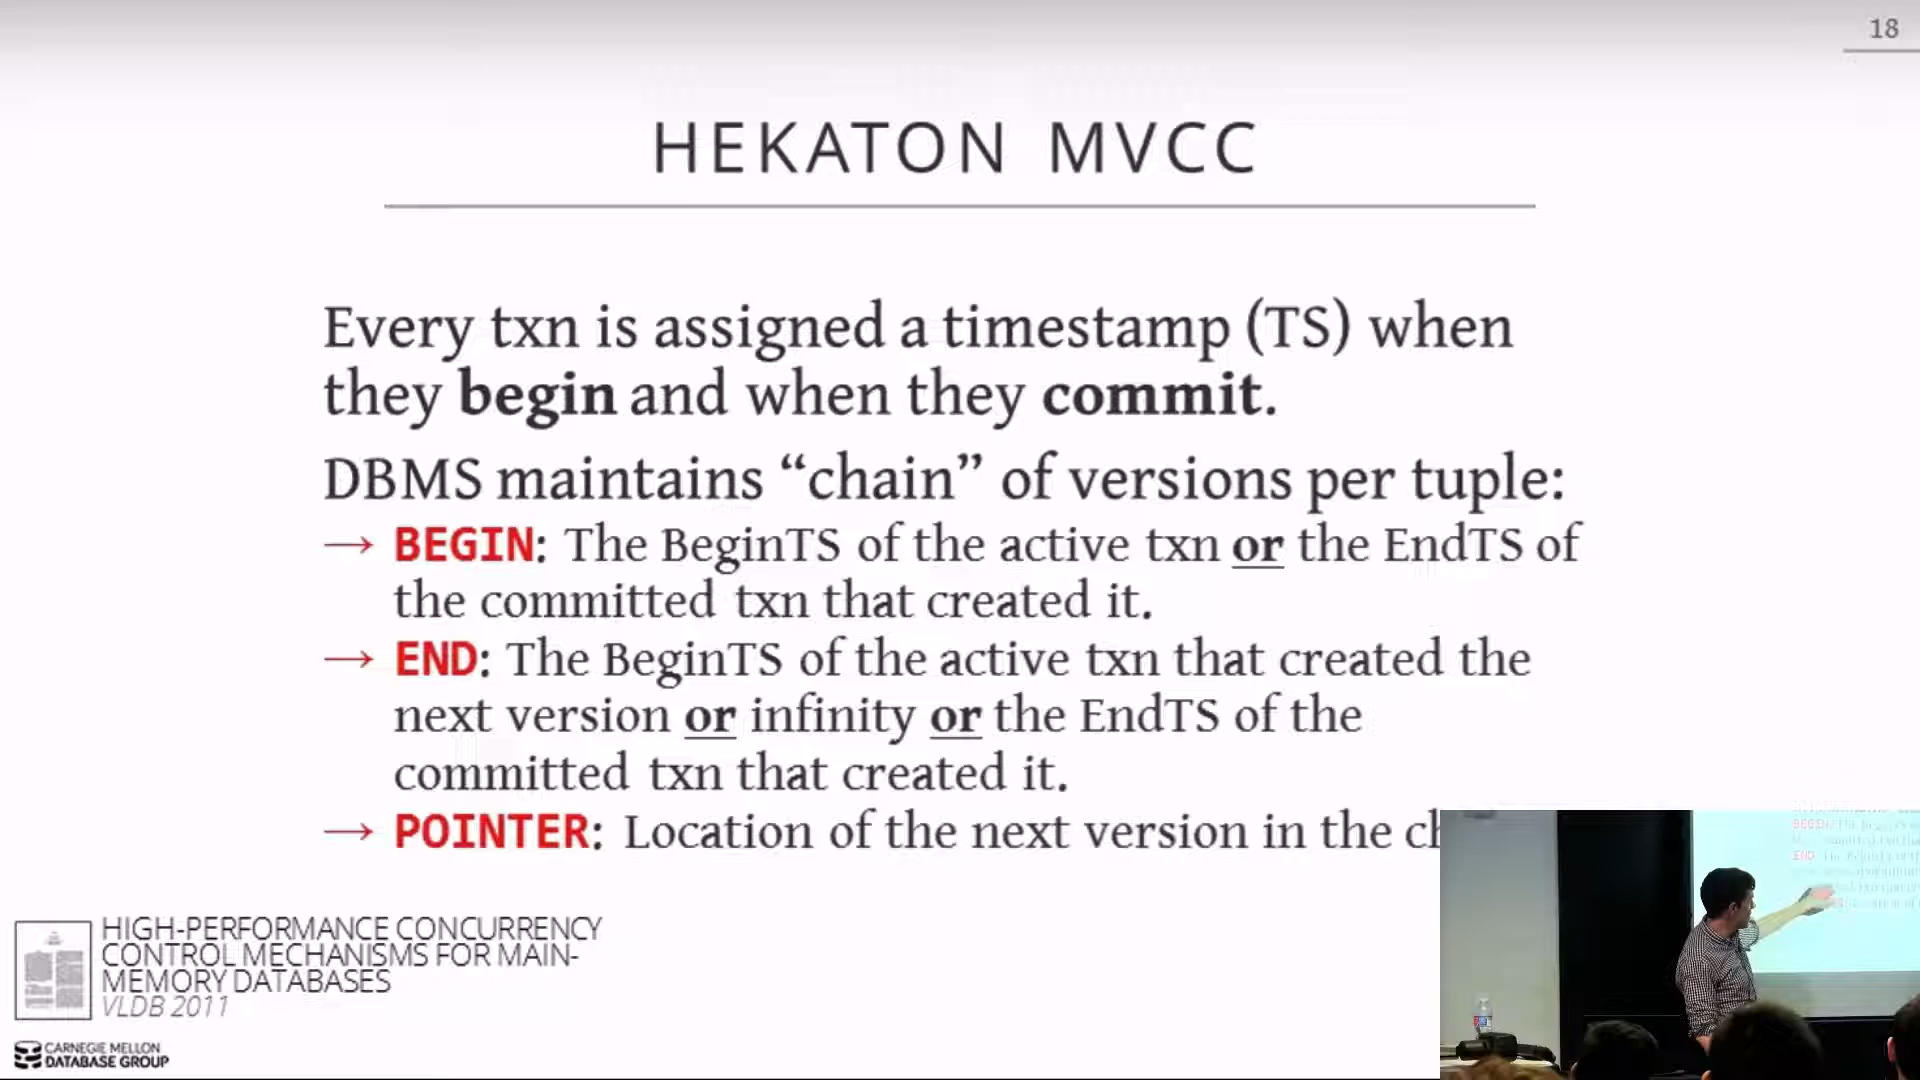 18
HEKATON MVCC
Every txn is assigned a timestamp (TS) when
they begin and when they commit.
DBMS maintains “chain” of versions per tuple:
→ BEGIN: The BeginTS of the active txn or the EndTS of
the committed txn that created it.
→ END: The BeginTS of the active txn that created the
next version or infinity or the EndTS of the
committed txn that created it.
→ POINTER: Location of the next version in the
HIGH-PERFORMANCE CONCURRENCY
CONTROL MECHANISMS FOR MAIN-
MEMORY DATABASES
VLDB 2011
CARNEGIE MELLON
DATABASE GROUP
BEGIN
END